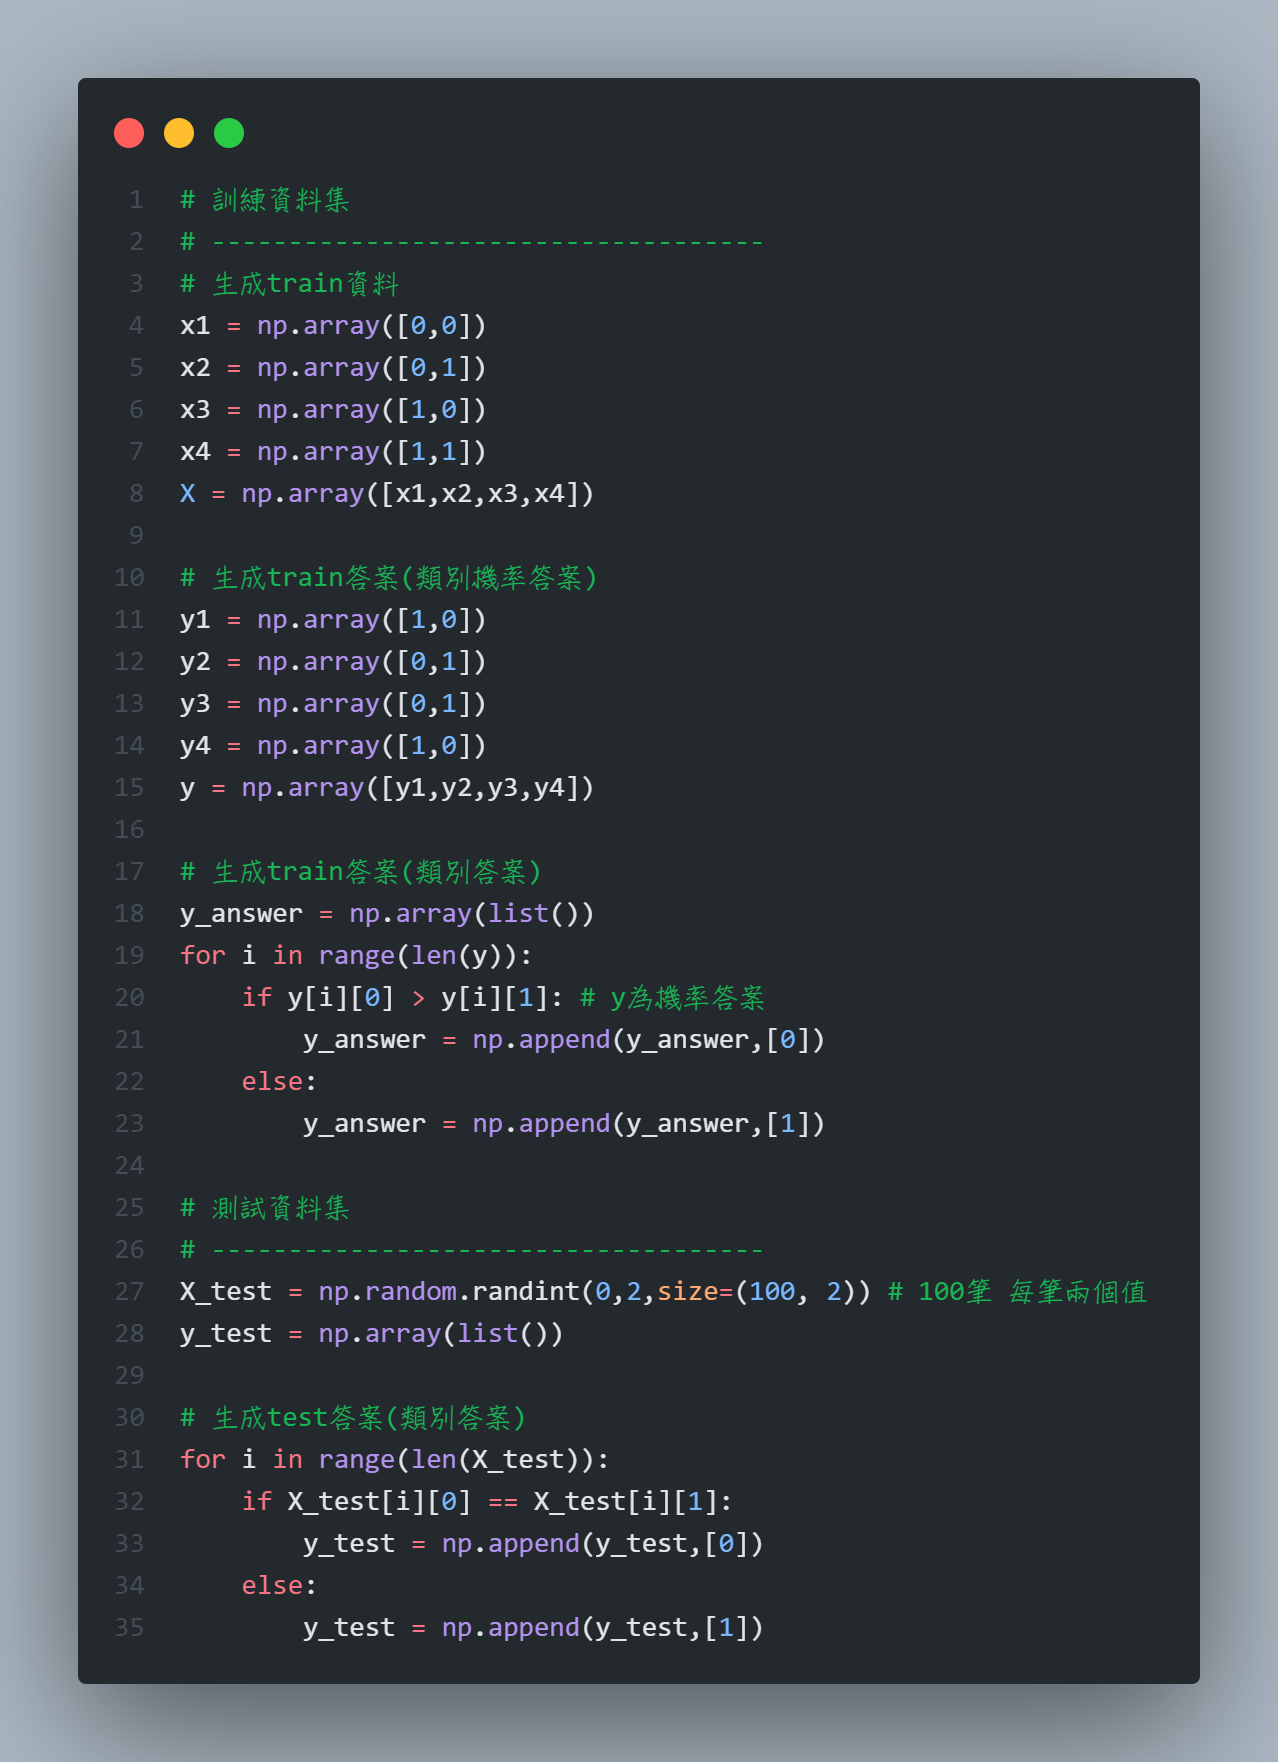 1 # 訓練資料集
2 # ------------------------------------
3 # 生成train資料
4 x1 = np.array([0,0])
5 x2 = np.array([0,1])
6 x3 = np.array([1,0])
7 x4 = np.array([1,1])
8 X = np.array([x1,x2,x3,x4])
9
10 # 生成train答案(類別機率答案)
11 y1 = np.array([1,0])
12 y2 = np.array([0,1])
13 y3 = np.array([0,1])
14 y4 = np.array([1,0])
15 y = np.array([y1,y2,y3,y4])
16
17 # 生成train答案(類別答案)
18 y_answer = np.array(list())
19 for i in range(len(y)):
20     if y[i][0] > y[i][1]: # y為機率答案
21         y_answer = np.append(y_answer,[0])
22     else:
23         y_answer = np.append(y_answer,[1])
24
25 # 測試資料集
26 # ------------------------------------
27 X_test = np.random.randint(0,2,size=(100, 2)) # 100筆 每筆兩個值
28 y_test = np.array(list())
29
30 # 生成test答案(類別答案)
31 for i in range(len(X_test)):
32     if X_test[i][0] == X_test[i][1]:
33         y_test = np.append(y_test,[0])
34     else:
35         y_test = np.append(y_test,[1])